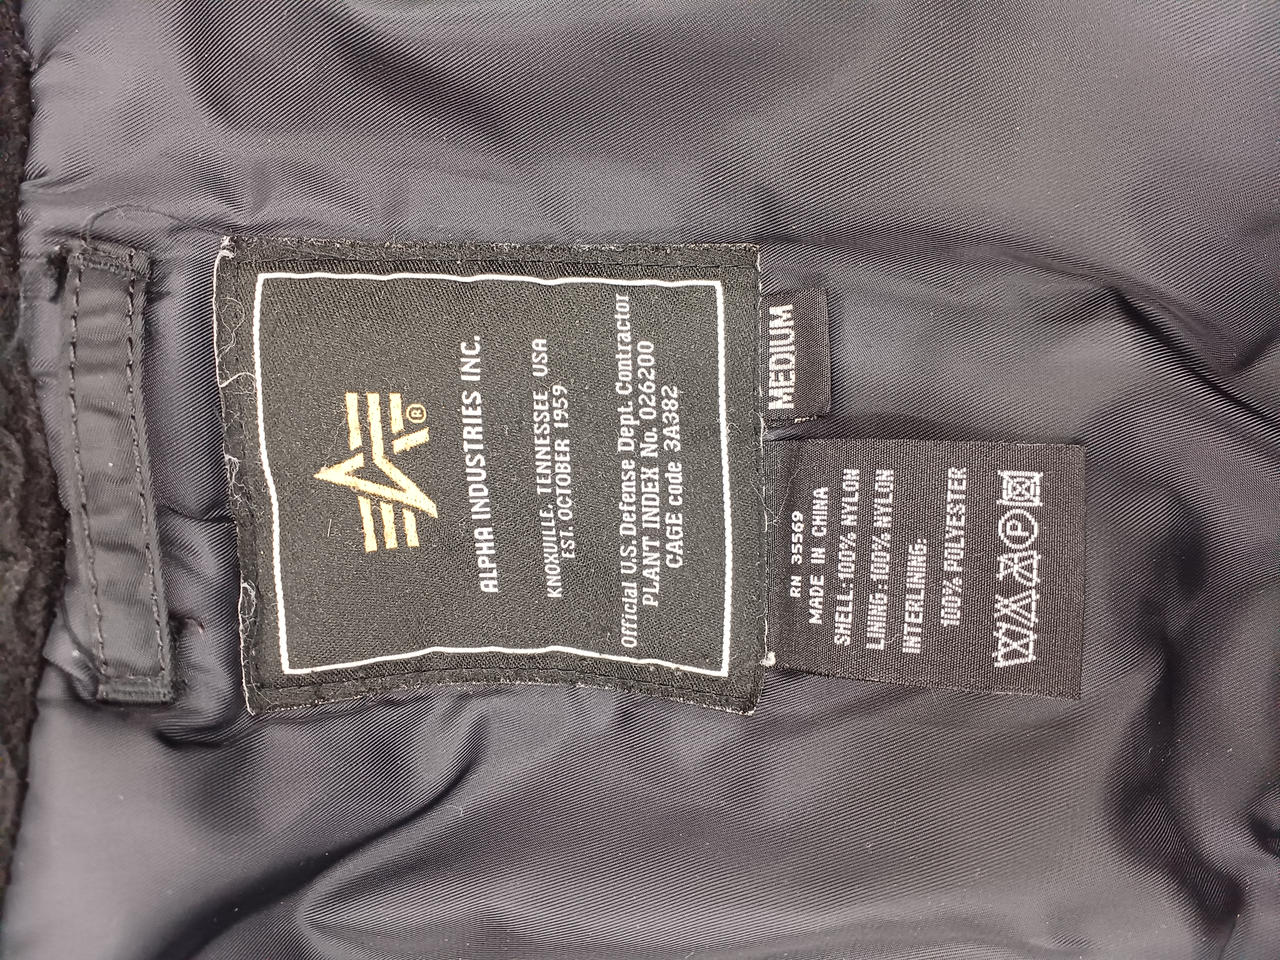 ®
ALPHA INDUSTRIES INC.
KNOXVILLE, TENNESSEE USA
EST. OCTOBER 1959
Official U.S. Defense Dept. Contractor
PLANT INDEX No. 026200
CAGE code 3A382
MEDIUM
RN 35569
MADE IN CHINA
SHELL: 100% NYLON
LINING: 100% NYLON
INTERLINING:
100% POLYESTER
P